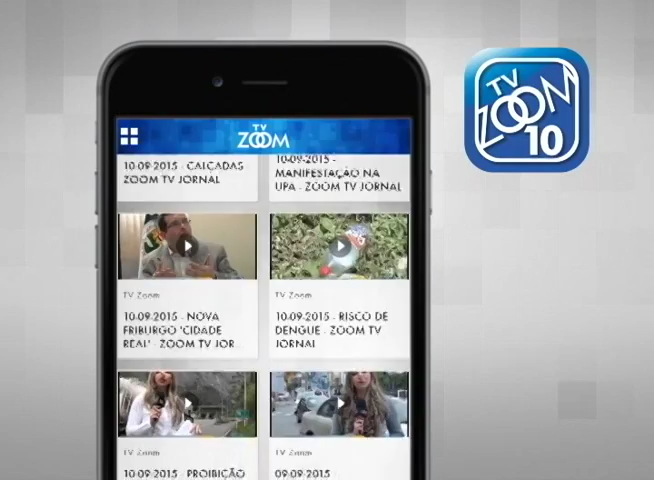 TV
ZOOM
10
TV
ZOOM
10-09-2015 - CALÇADAS
ZOOM TV JORNAL
10-09-2015 -
MANIFESTAÇÃO NA
UPA - ZOOM TV JORNAL
TV Zoom
10-09-2015 - NOVA
FRIBURGO 'CIDADE
REAL' - ZOOM TV JOR...
TV Zoom
10-09-2015 - RISCO DE
DENGUE - ZOOM TV
JORNAL
TV Zoom
10-09-2015 - PROIBIÇÃO
TV Zoom
09-09-2015